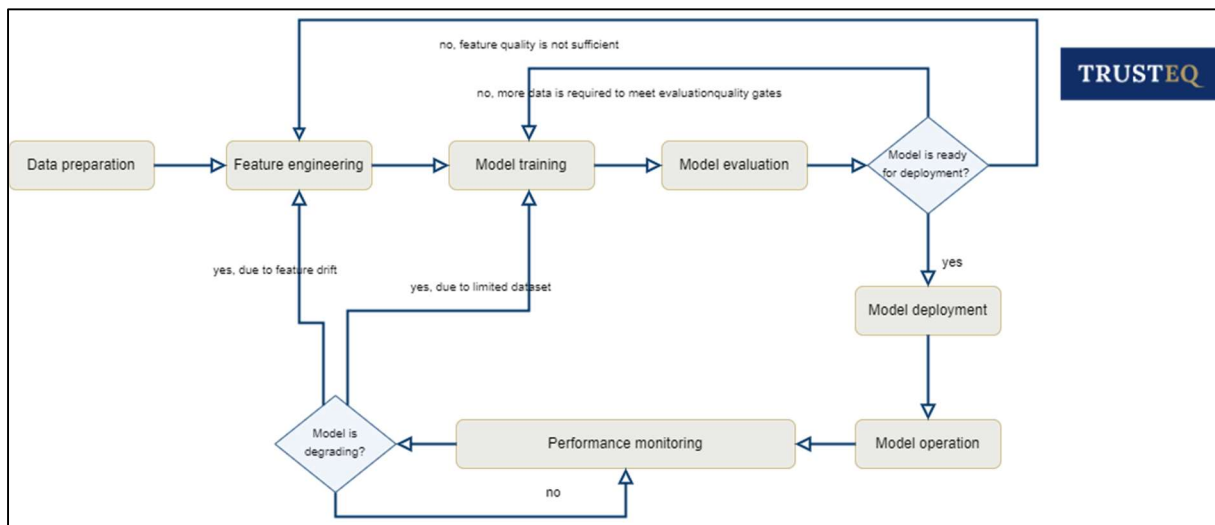 no, feature quality is not sufficient
TRUSTEQ
no, more data is required to meet evaluationquality gates
Data preparation
Feature engineering
Model training
Model evaluation
Model is ready
for deployment?
yes, due to feature drift
yes, due to limited dataset
yes
Model deployment
Model is
degrading?
Performance monitoring
Model operation
no